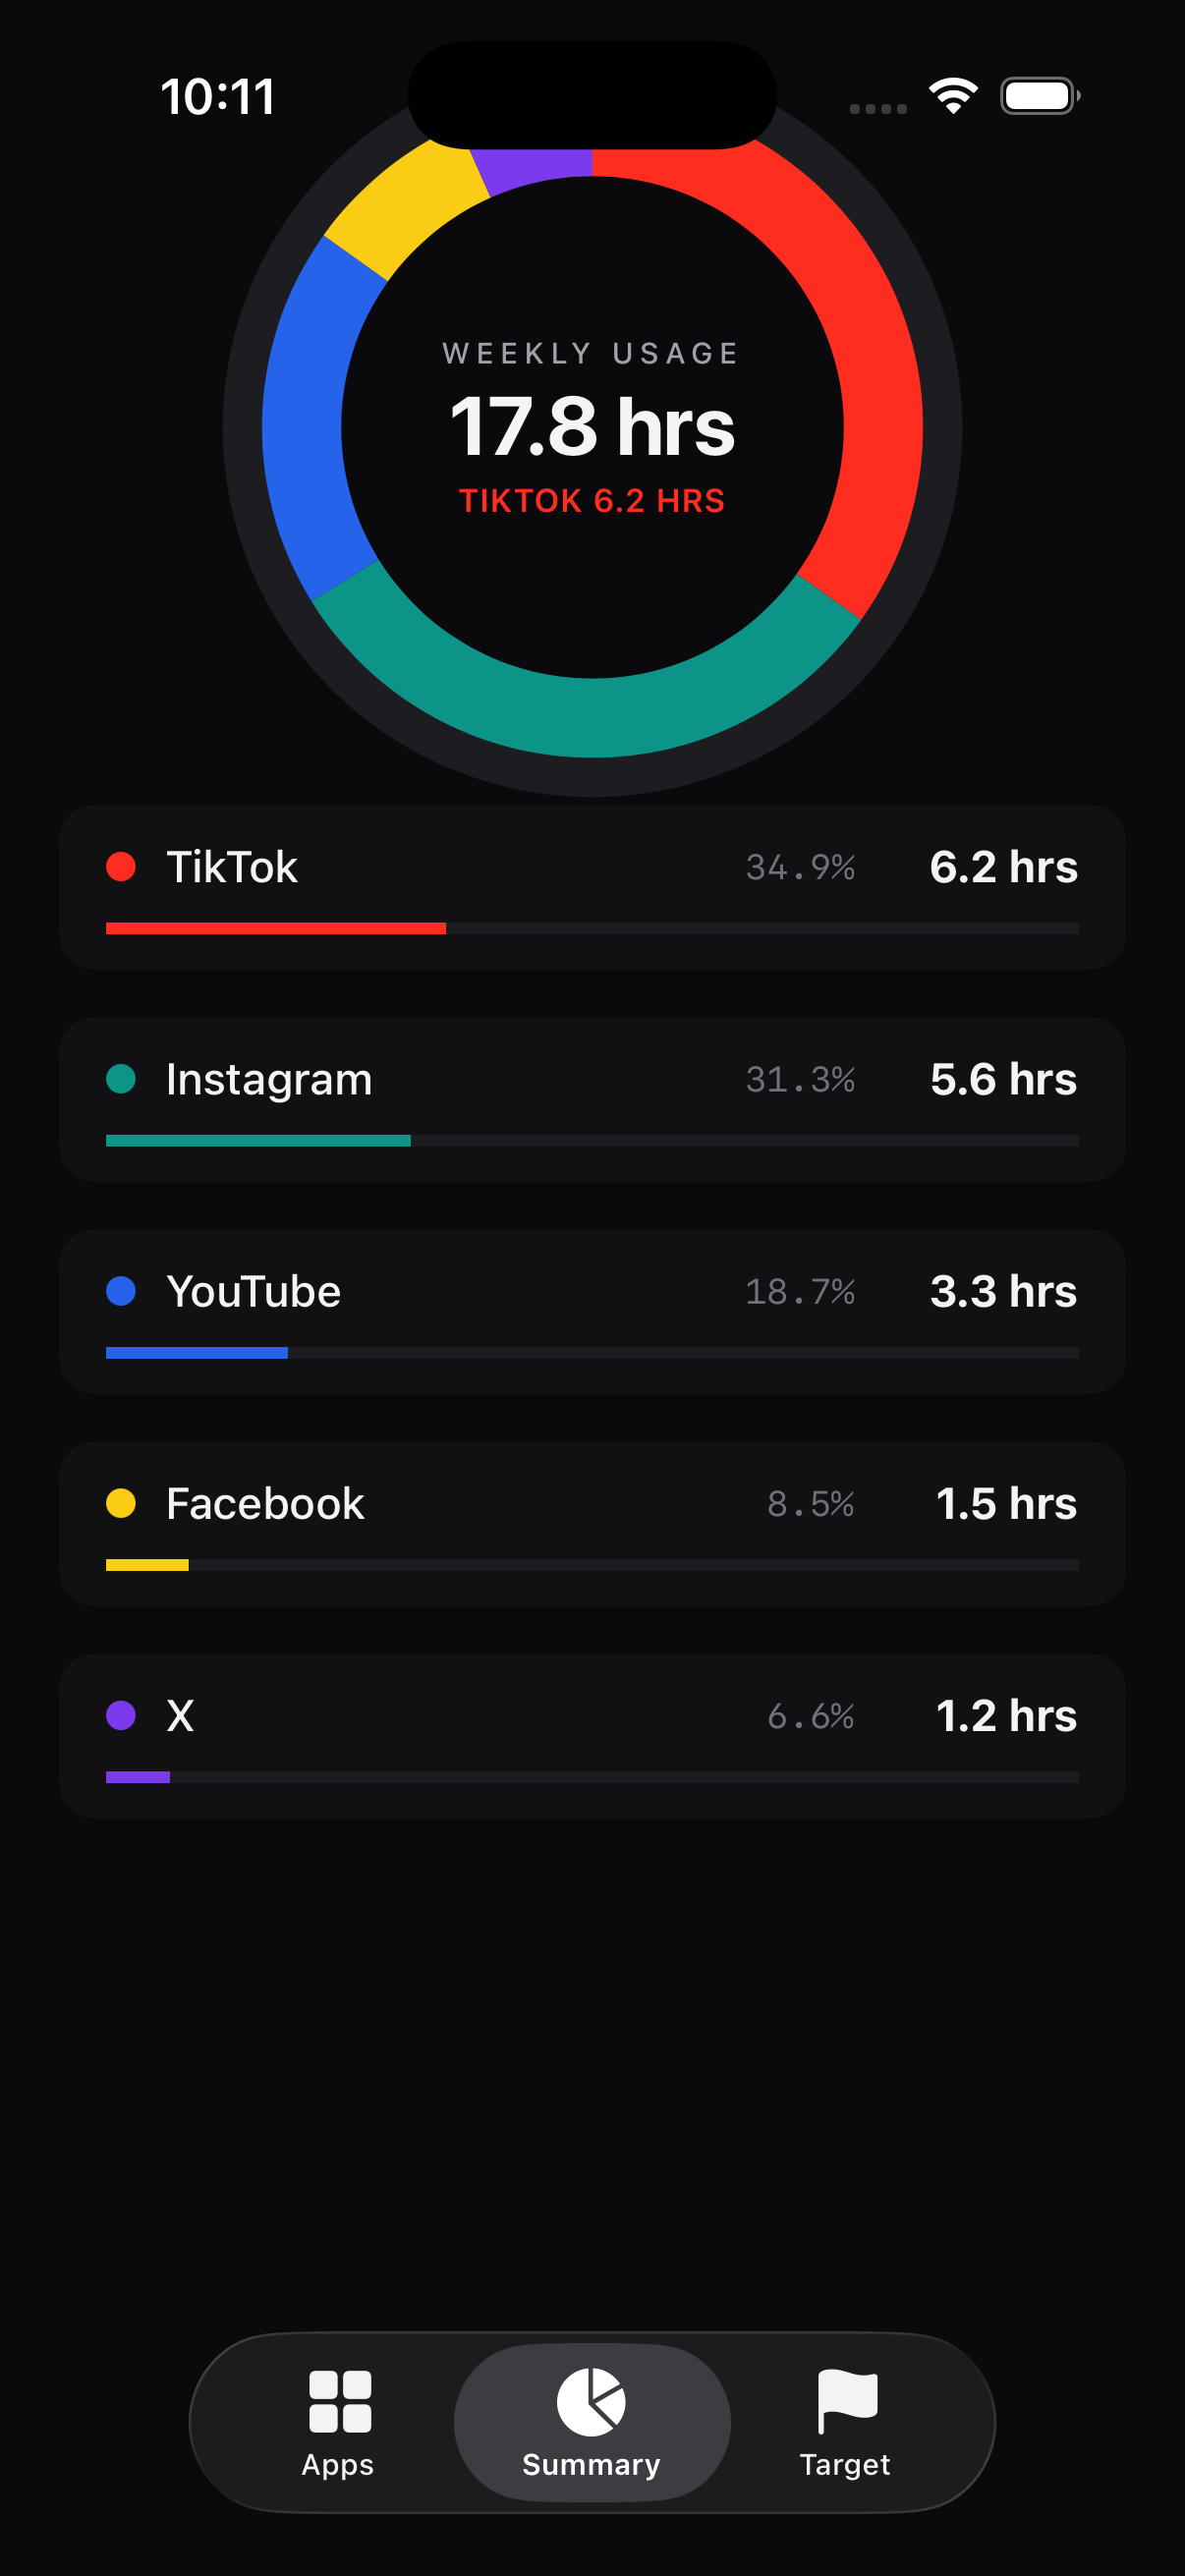 10:11
WEEKLY USAGE
17.8 hrs
TIKTOK 6.2 HRS
TikTok 34.9% 6.2 hrs
Instagram 31.3% 5.6 hrs
YouTube 18.7% 3.3 hrs
Facebook 8.5% 1.5 hrs
X 6.6% 1.2 hrs
Apps Summary Target